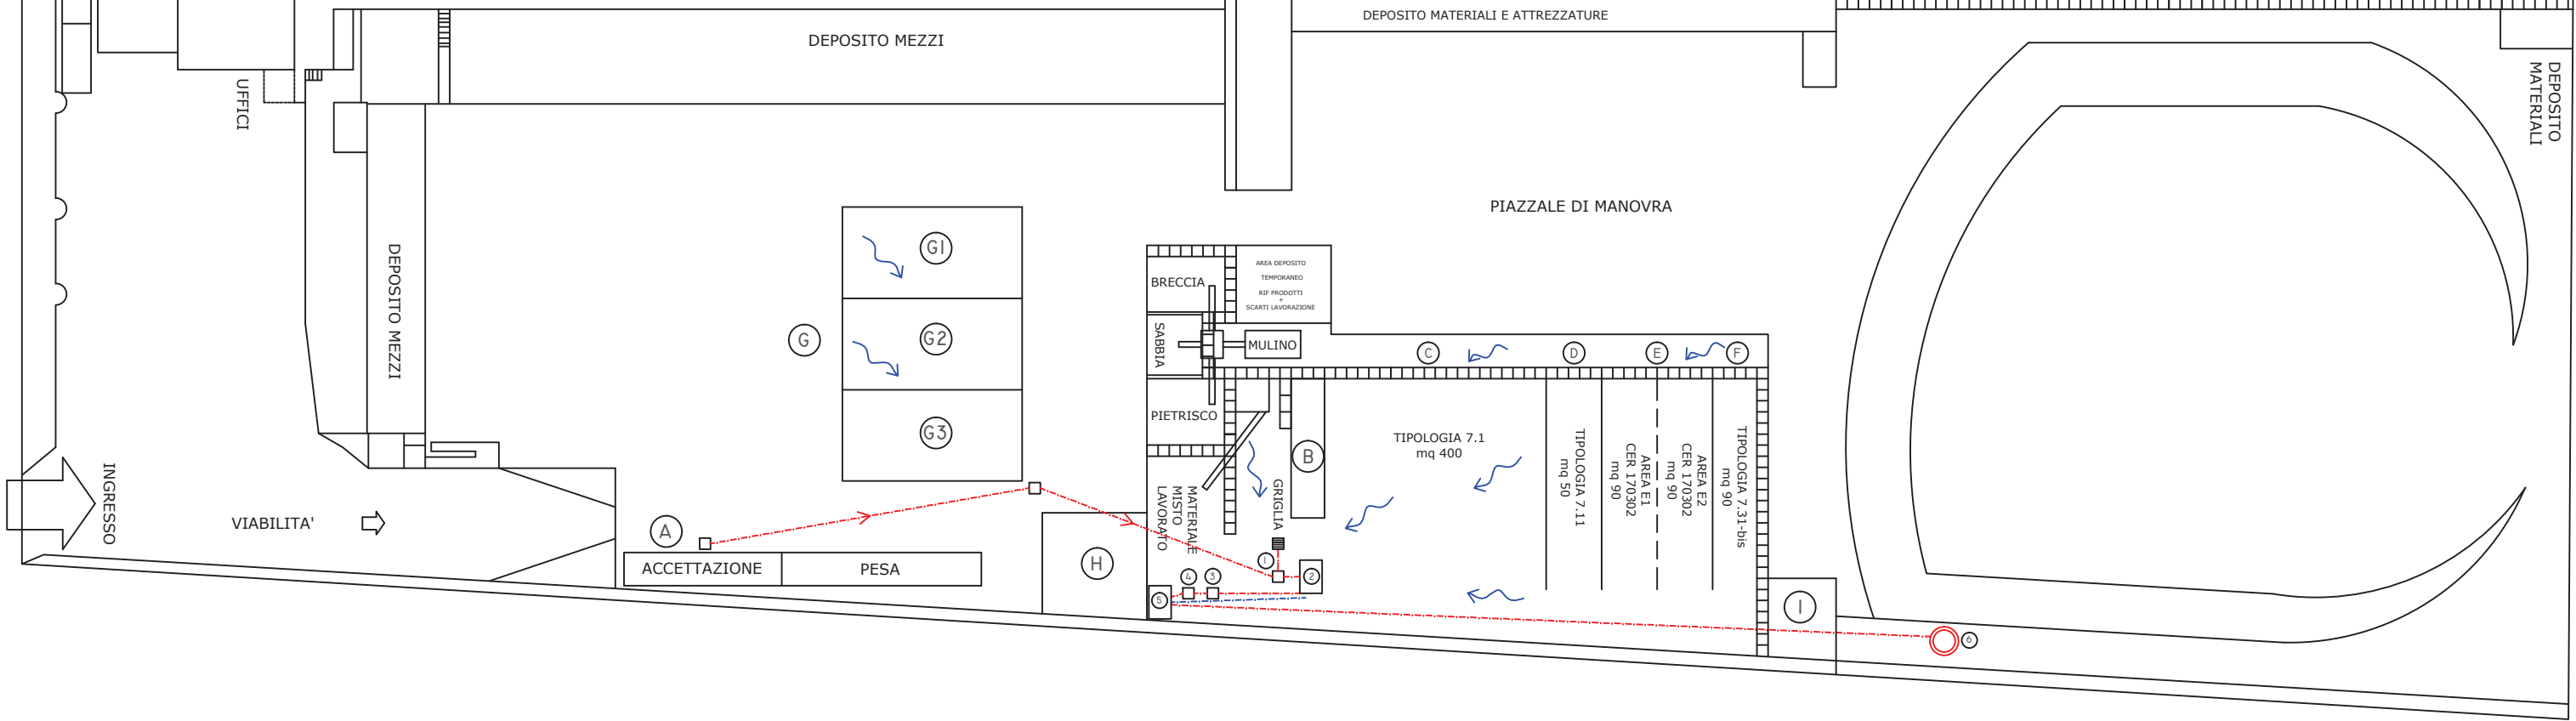 DEPOSITO MATERIALI E ATTREZZATURE
DEPOSITO MEZZI
UFFICI
DEPOSITO
MATERIALI
PIAZZALE DI MANOVRA
DEPOSITO MEZZI
G
G1
G2
G3
BRECCIA
SABBIA
PIETRISCO
AREA DEPOSITO
TEMPORANEO
RIF PRODOTTI
+
SCARTI LAVORAZIONE
MULINO
C
D
E
F
B
TIPOLOGIA 7.1
mq 400
TIPOLOGIA 7.11
mq 50
AREA E1
CER 170302
mq 90
AREA E2
CER 170302
mq 90
TIPOLOGIA 7.31-bis
mq 90
MATERIALE
MISTO
LAVORATO
GRIGLIA
INGRESSO
VIABILITA'
A
ACCETTAZIONE
PESA
H
1
2
3
4
5
I
6